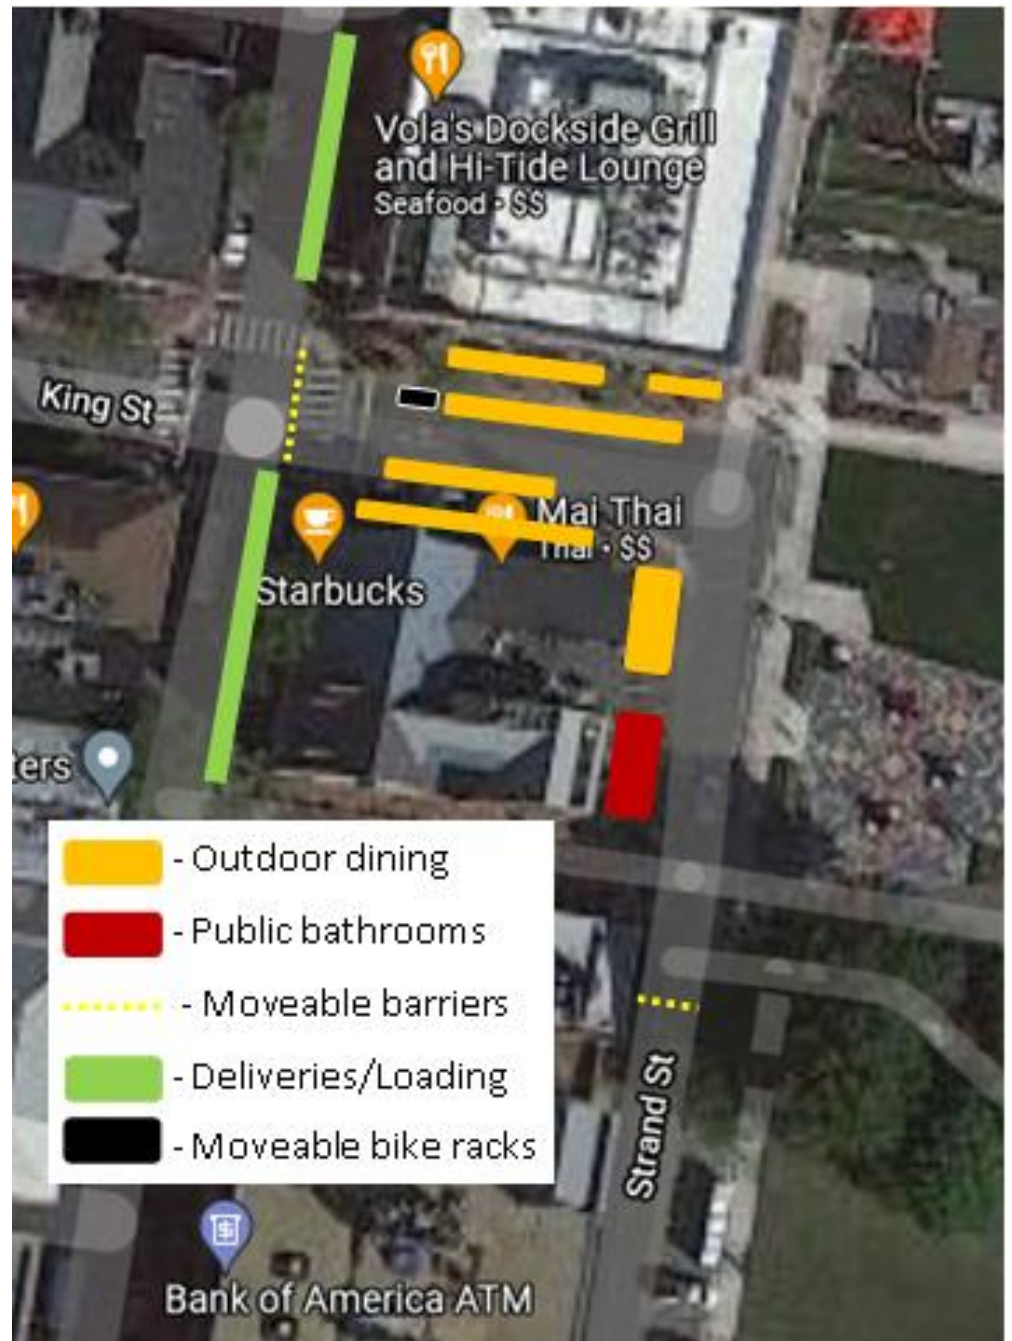 Vola's Dockside Grill
and Hi-Tide Lounge
Seafood · $$
King St
Mai Thai
Thai · $$
Starbucks
ters
- Outdoor dining
- Public bathrooms
- Moveable barriers
- Deliveries/Loading
- Moveable bike racks
Strand St
$
Bank of America ATM